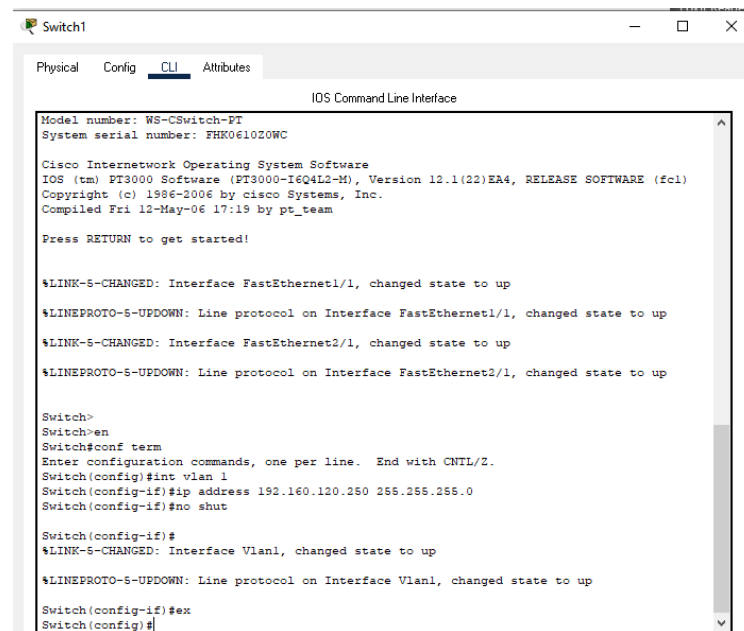 Switch1
Physical Config CLI Attributes
IOS Command Line Interface
Model number: WS-CSwitch-PT
System serial number: FHK0610Z0WC
Cisco Internetwork Operating System Software
IOS (tm) PT3000 Software (PT3000-I6Q4L2-M), Version 12.1(22)EA4, RELEASE SOFTWARE (fc1)
Copyright (c) 1986-2006 by cisco Systems, Inc.
Compiled Fri 12-May-06 17:19 by pt_team
Press RETURN to get started!
%LINK-5-CHANGED: Interface FastEthernet1/1, changed state to up
%LINEPROTO-5-UPDOWN: Line protocol on Interface FastEthernet1/1, changed state to up
%LINK-5-CHANGED: Interface FastEthernet2/1, changed state to up
%LINEPROTO-5-UPDOWN: Line protocol on Interface FastEthernet2/1, changed state to up
Switch>
Switch>en
Switch#conf term
Enter configuration commands, one per line. End with CNTL/Z.
Switch(config)#int vlan 1
Switch(config-if)#ip address 192.160.120.250 255.255.255.0
Switch(config-if)#no shut
Switch(config-if)#
%LINK-5-CHANGED: Interface Vlan1, changed state to up
%LINEPROTO-5-UPDOWN: Line protocol on Interface Vlan1, changed state to up
Switch(config-if)#ex
Switch(config)#